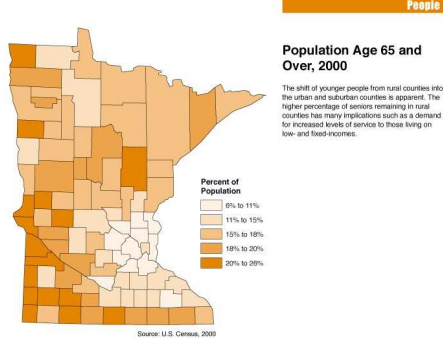 People
Population Age 65 and
Over, 2000
The shift of younger people from rural counties into
the urban and suburban counties is apparent. The
higher percentage of seniors remaining in rural
counties has many implications such as a demand
for increased levels of service to those living on
low- and fixed-incomes.
Percent of
Population
6% to 11%
11% to 15%
15% to 18%
18% to 20%
20% to 26%
Source: U.S. Census, 2000